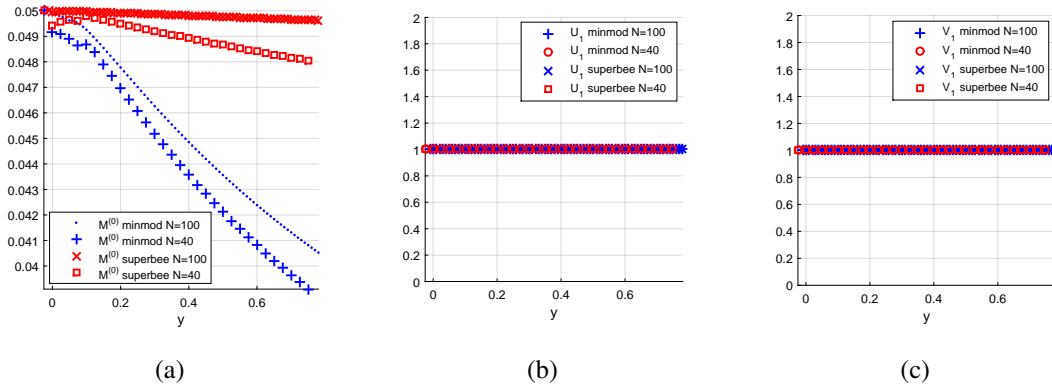 0.05
0.049
0.048
0.047
0.046
0.045
0.044
0.043
0.042
0.041
0.04
M(0) minmod N=100
M(0) minmod N=40
M(0) superbee N=100
M(0) superbee N=40
0 0.2 0.4 0.6
y
(a)
2
1.8
1.6
1.4
1.2
1
0.8
0.6
0.4
0.2
0
U1 minmod N=100
U1 minmod N=40
U1 superbee N=100
U1 superbee N=40
0 0.2 0.4 0.6
y
(b)
2
1.8
1.6
1.4
1.2
1
0.8
0.6
0.4
0.2
0
V1 minmod N=100
V1 minmod N=40
V1 superbee N=100
V1 superbee N=40
0 0.2 0.4 0.6
y
(c)